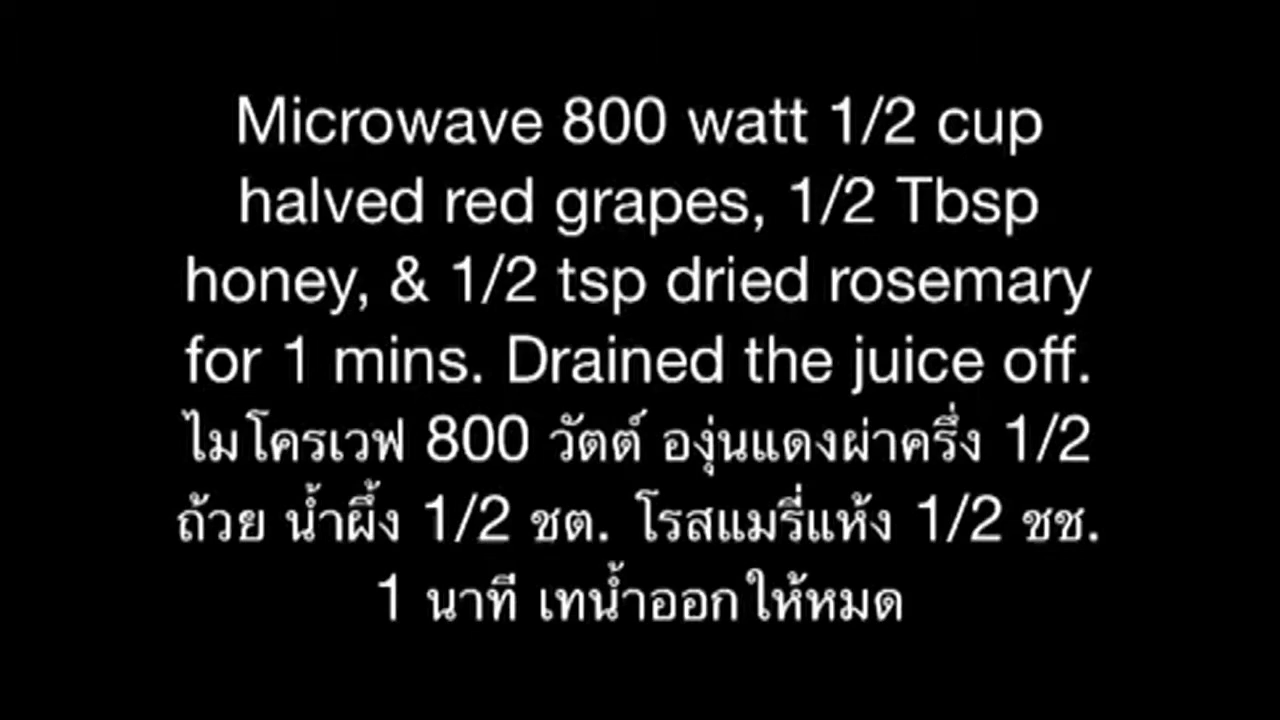 Microwave 800 watt 1/2 cup
halved red grapes, 1/2 Tbsp
honey, & 1/2 tsp dried rosemary
for 1 mins. Drained the juice off.
ไมโครเวฟ 800 วัตต์ องุ่นแดงผ่าครึ่ง 1/2
ถ้วย น้ำผึ้ง 1/2 ชต. โรสแมรี่แห้ง 1/2 ชช.
1 นาที เทน้ำออกให้หมด